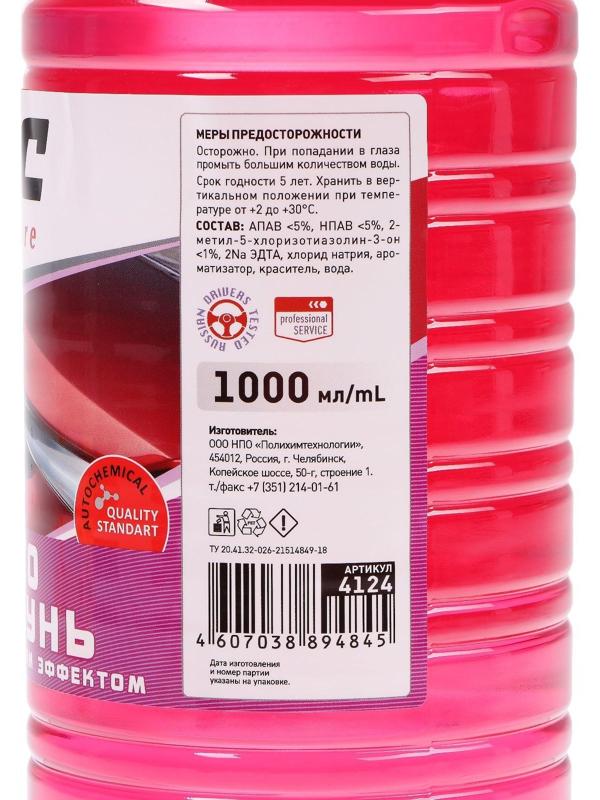 МЕРЫ ПРЕДОСТОРОЖНОСТИ
Осторожно. При попадании в глаза
промыть большим количеством воды.
Срок годности 5 лет. Хранить в вер-
тикальном положении при темпе-
ратуре от +2 до +30°С.
СОСТАВ: АПАВ <5%, НПАВ <5%, 2-
метил-5-хлоризотиазолин-3-он
<1%, 2Na ЭДТА, хлорид натрия, аро-
матизатор, краситель, вода.
RUSSIAN DRIVERS TESTED
professional
SERVICE
1000 мл/mL
Изготовитель:
ООО НПО «Полихимтехнологии»,
454012, Россия, г. Челябинск,
Копейское шоссе, 50-г, строение 1.
т./факс +7 (351) 214-01-61
AUTOCHEMICAL
QUALITY
STANDART
ТУ 20.41.32-026-21514849-18
АРТИКУЛ
4124
4 607038 894845
Дата изготовления
и номер партии
указаны на упаковке.
УНЬ
ЭФФЕКТОМ